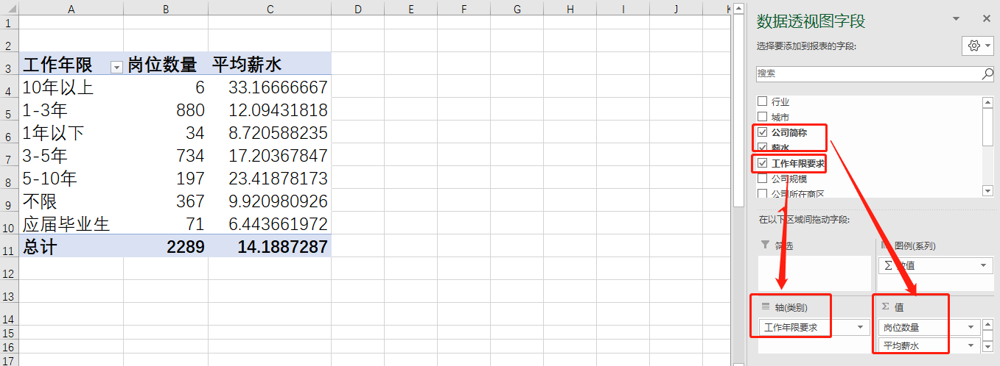 A B C D E F G H I J K
1
2
3 工作年限 岗位数量 平均薪水
4 10年以上 6 33.16666667
5 1-3年 880 12.09431818
6 1年以下 34 8.720588235
7 3-5年 734 17.20367847
8 5-10年 197 23.41878173
9 不限 367 9.920980926
10 应届毕业生 71 6.443661972
11 总计 2289 14.1887287
12
13
14
15
16
17
数据透视图字段
选择要添加到报表的字段:
搜索
行业
城市
公司简称
薪水
工作年限要求
公司规模
公司所在商区
在以下区域间拖动字段:
筛选
图例(系列)
Σ 数值
轴(类别)
工作年限要求
Σ 值
岗位数量
平均薪水